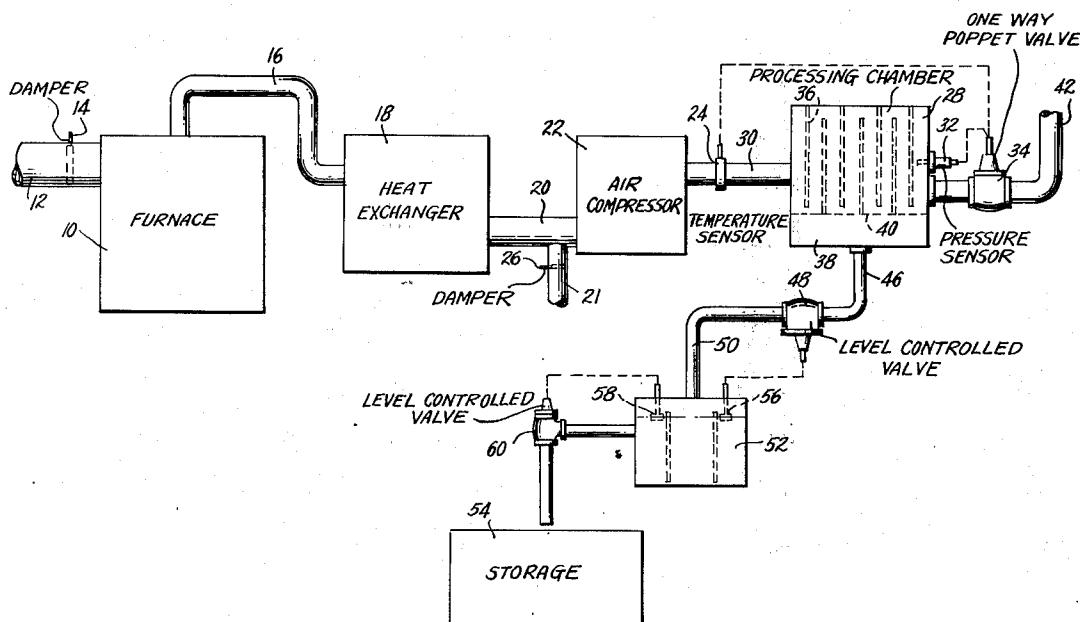 ONE WAY
POPPET VALVE
16
DAMPER
14
PROCESSING CHAMBER
42
36
28
18
22
24
30
32
34
HEAT
EXCHANGER
AIR
COMPRESSOR
12
20
FURNACE
10
TEMPERATURE
SENSOR
40
26
38
PRESSURE
SENSOR
DAMPER
21
46
48
50
LEVEL CONTROLLED
VALVE
LEVEL CONTROLLED
VALVE
58
56
60
52
54
STORAGE